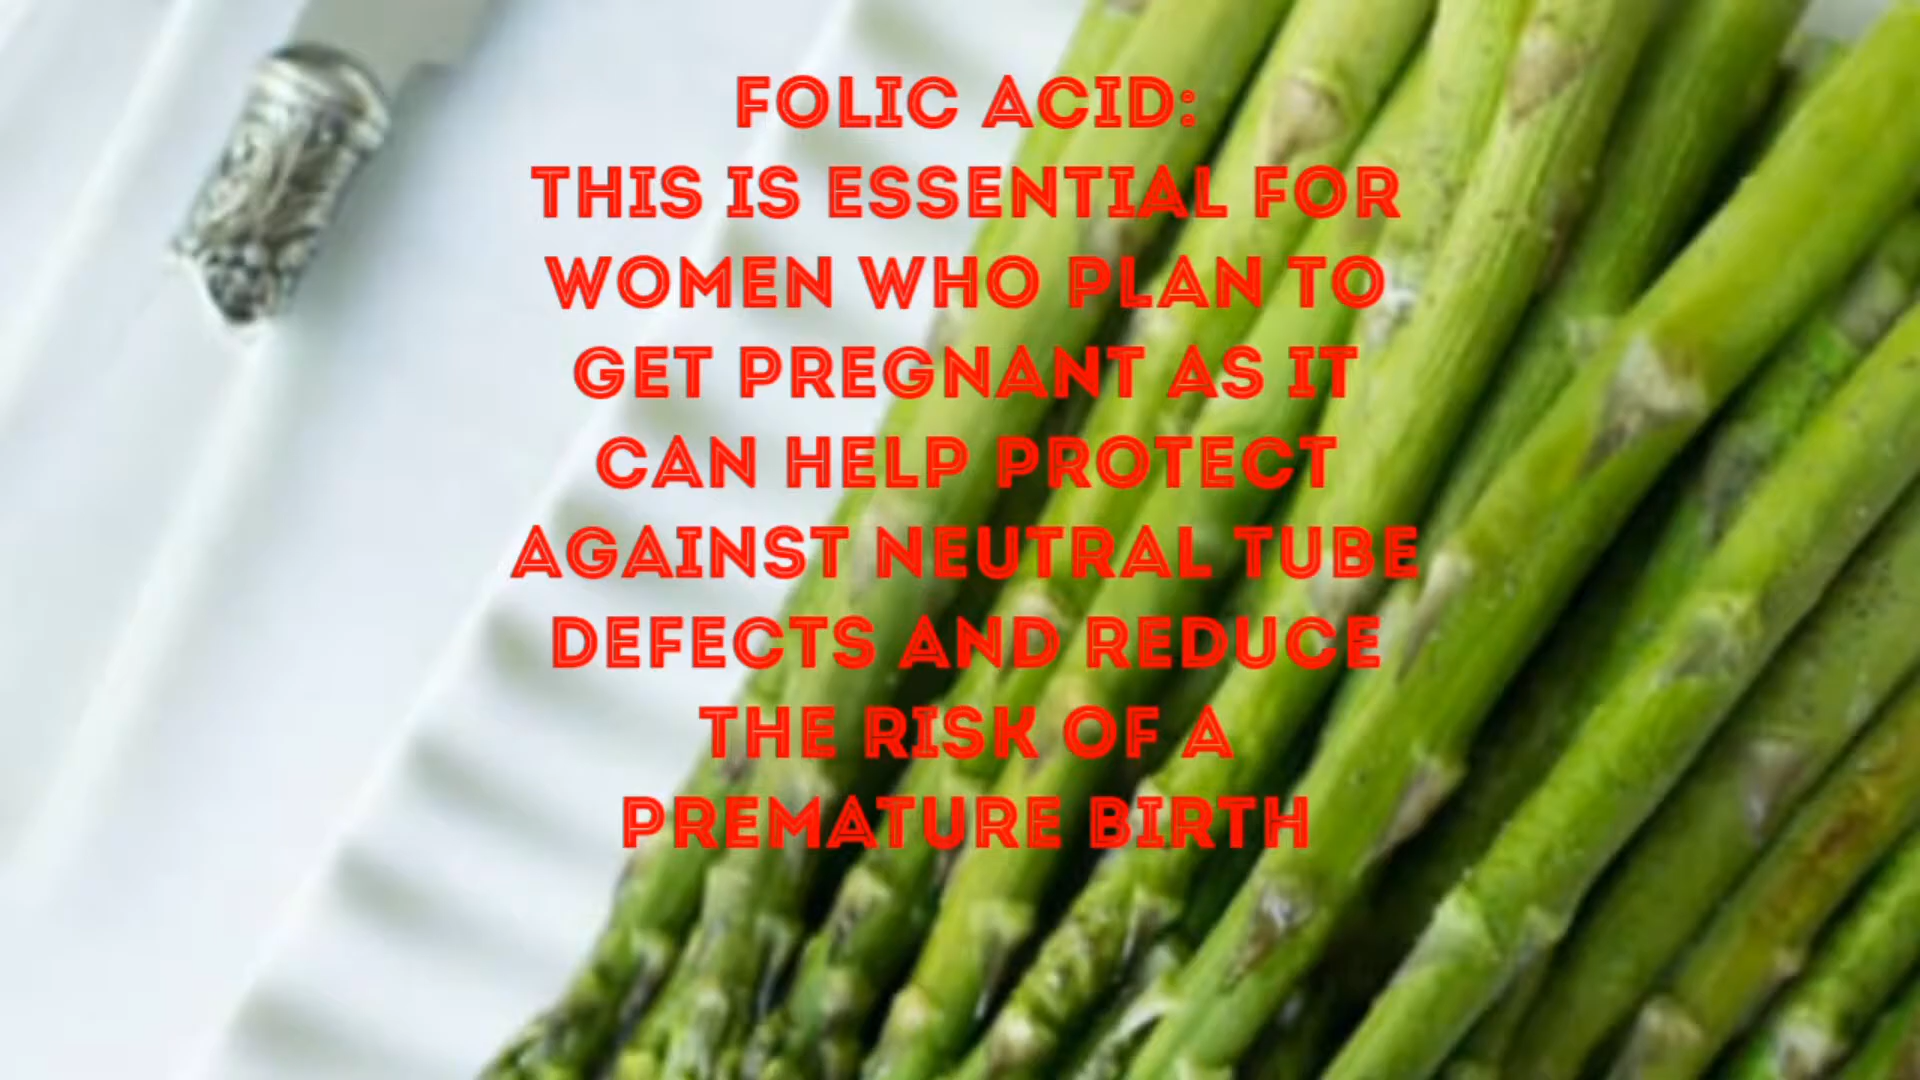 FOLIC ACID:
THIS IS ESSENTIAL FOR
WOMEN WHO PLAN TO
GET PREGNANT AS IT
CAN HELP PROTECT
AGAINST NEUTRAL TUBE
DEFECTS AND REDUCE
THE RISK OF A
PREMATURE BIRTH